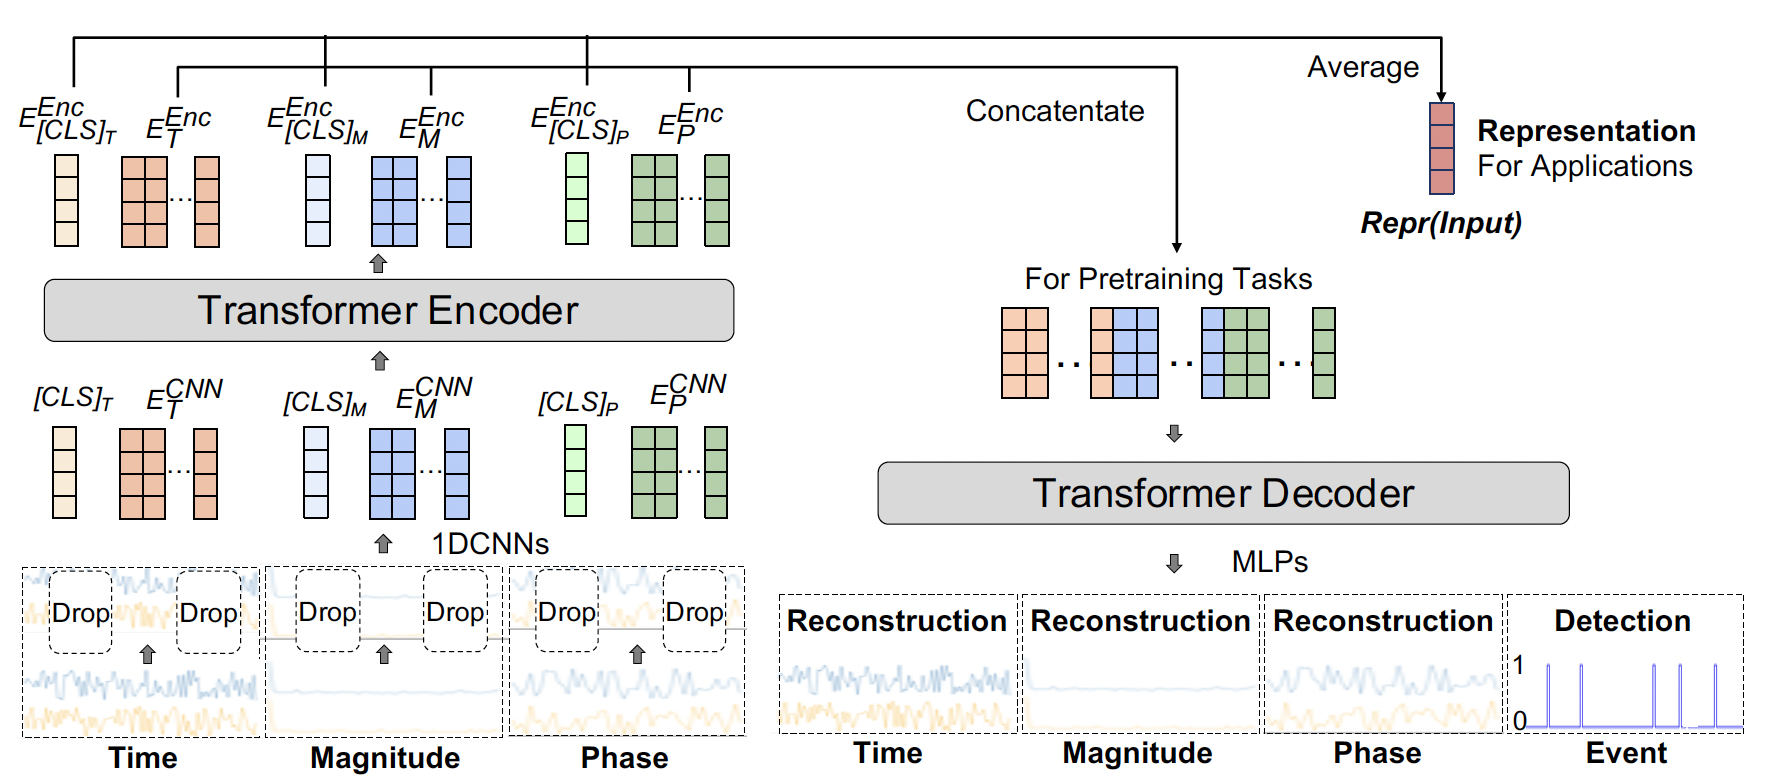 Average
Concatentate
E^{Enc}_{[CLS]_T} E^{Enc}_T E^{Enc}_{[CLS]_M} E^{Enc}_M E^{Enc}_{[CLS]_P} E^{Enc}_P
... ... ...
Representation
For Applications
Repr(Input)
Transformer Encoder
For Pretraining Tasks
.. .. ...
[CLS]_T E^{CNN}_T [CLS]_M E^{CNN}_M [CLS]_P E^{CNN}_P
... ... ...
Transformer Decoder
1DCNNs
MLPs
Drop Drop Drop Drop Drop Drop
Reconstruction Reconstruction Reconstruction Detection
1
0
Time Magnitude Phase
Time Magnitude Phase Event